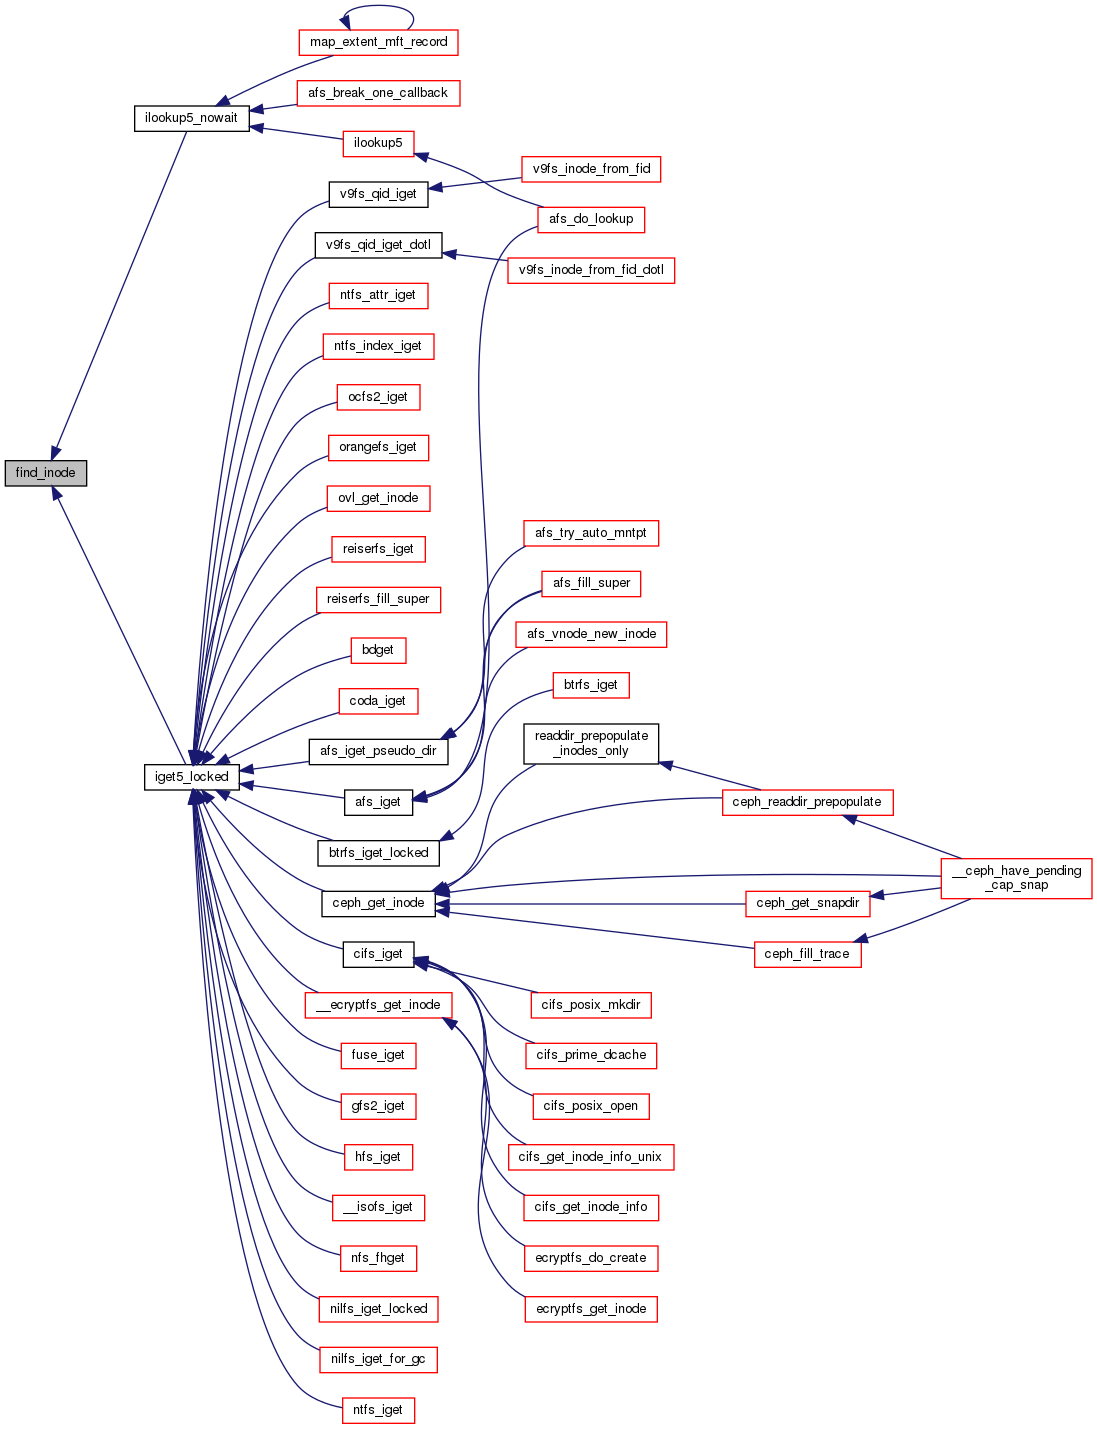 map_extent_mft_record
afs_break_one_callback
ilookup5_nowait
ilookup5
v9fs_inode_from_fid
v9fs_qid_iget
afs_do_lookup
v9fs_qid_iget_dotl
v9fs_inode_from_fid_dotl
ntfs_attr_iget
ntfs_index_iget
ocfs2_iget
orangefs_iget
find_inode
ovl_get_inode
afs_try_auto_mntpt
reiserfs_iget
afs_fill_super
reiserfs_fill_super
afs_vnode_new_inode
bdget
btrfs_iget
coda_iget
readdir_prepopulate
_inodes_only
afs_iget_pseudo_dir
iget5_locked
afs_iget
ceph_readdir_prepopulate
btrfs_iget_locked
__ceph_have_pending
_cap_snap
ceph_get_inode
ceph_get_snapdir
cifs_iget
ceph_fill_trace
__ecryptfs_get_inode
cifs_posix_mkdir
fuse_iget
cifs_prime_dcache
gfs2_iget
cifs_posix_open
hfs_iget
cifs_get_inode_info_unix
__isofs_iget
cifs_get_inode_info
nfs_fhget
ecryptfs_do_create
nilfs_iget_locked
ecryptfs_get_inode
nilfs_iget_for_gc
ntfs_iget